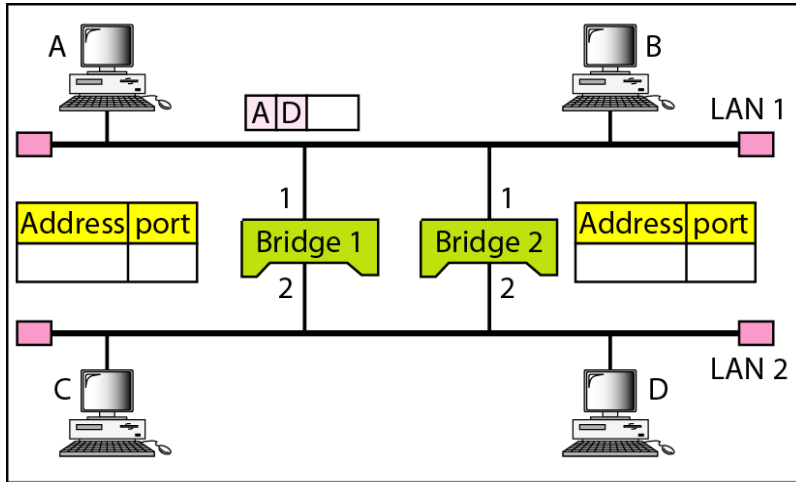 A
B
A D
LAN 1
1
1
Address port
Bridge 1
Bridge 2
Address port
2
2
LAN 2
C
D